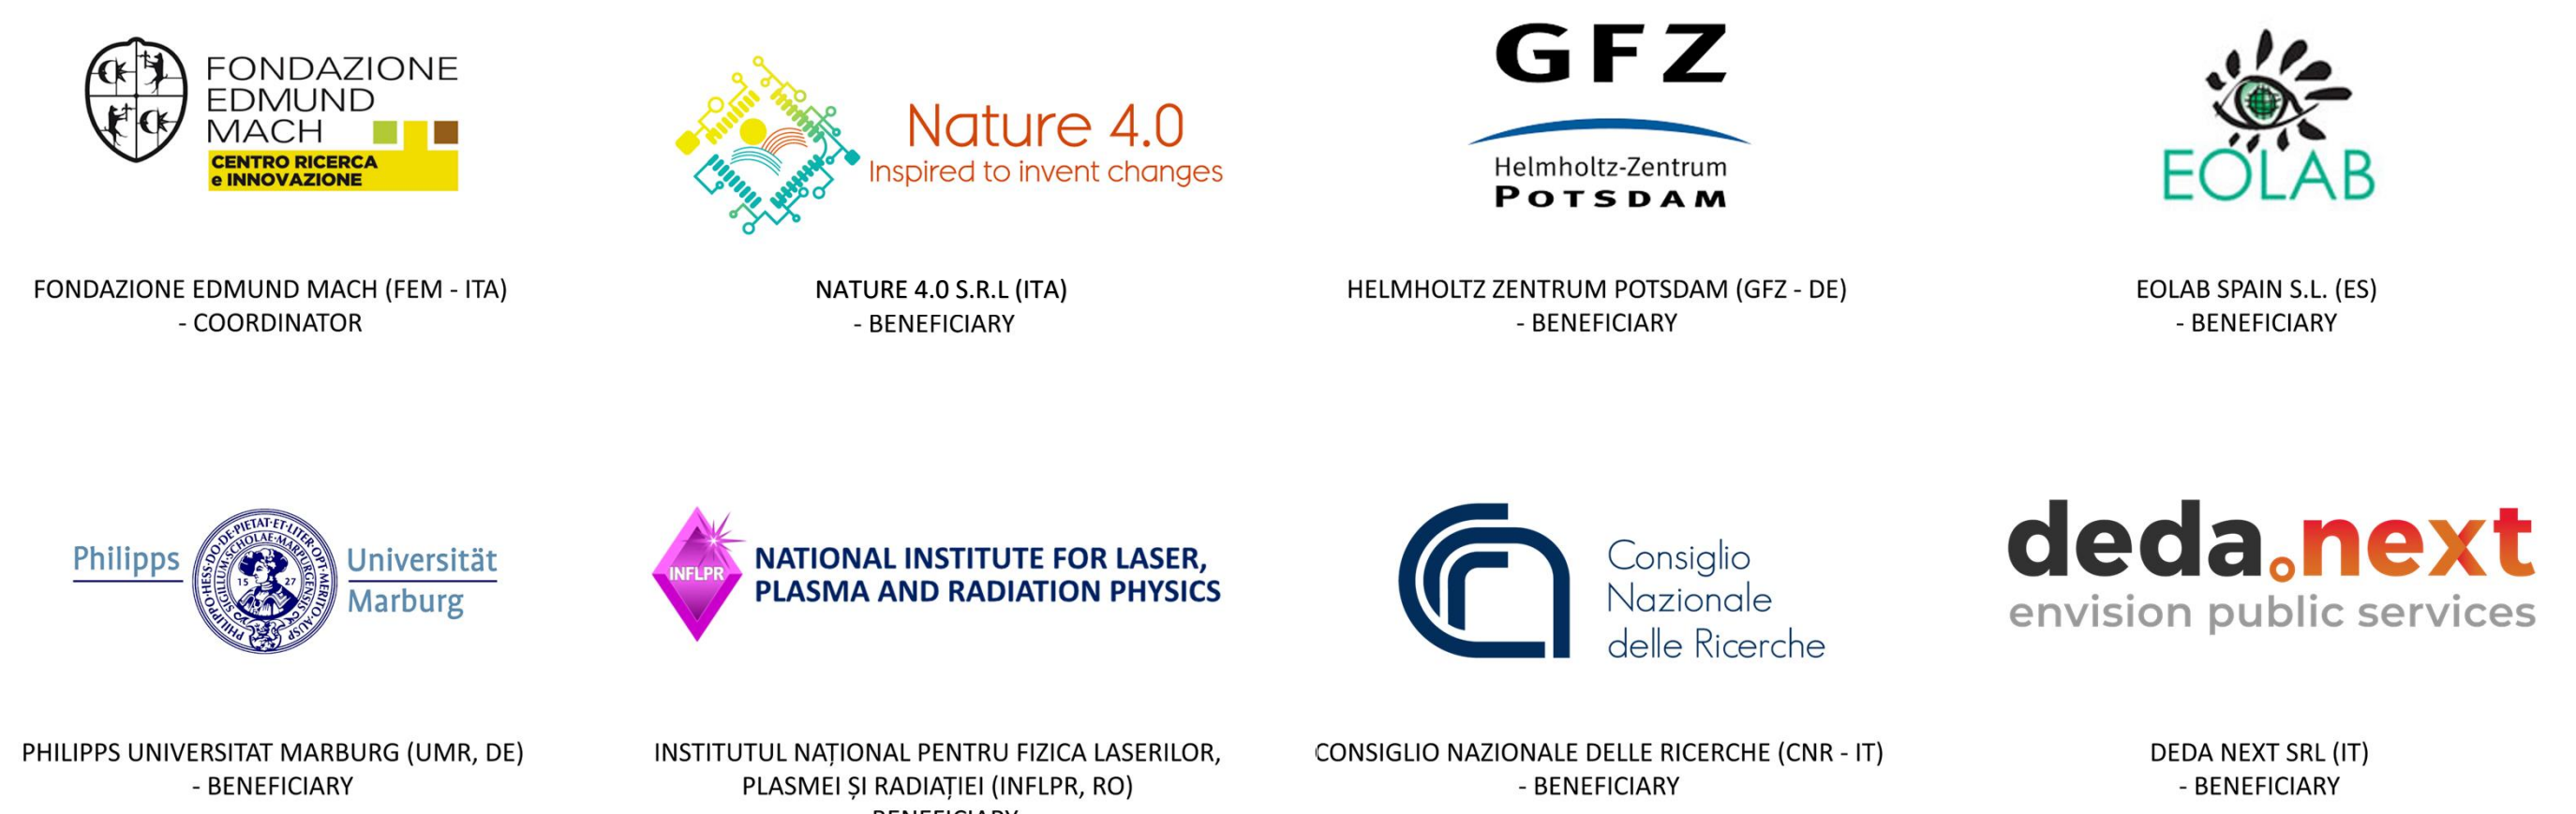 FONDAZIONE
EDMUND
MACH
CENTRO RICERCA
e INNOVAZIONE
Nature 4.0
Inspired to invent changes
GFZ
Helmholtz-Zentrum
POTSDAM
EOLAB
FONDAZIONE EDMUND MACH (FEM - ITA)
- COORDINATOR
NATURE 4.0 S.R.L (ITA)
- BENEFICIARY
HELMHOLTZ ZENTRUM POTSDAM (GFZ - DE)
- BENEFICIARY
EOLAB SPAIN S.L. (ES)
- BENEFICIARY
Philipps
Universität
Marburg
15 27
INFLPR
NATIONAL INSTITUTE FOR LASER,
PLASMA AND RADIATION PHYSICS
Consiglio
Nazionale
delle Ricerche
deda.next
envision public services
PHILIPPS UNIVERSITAT MARBURG (UMR, DE)
- BENEFICIARY
INSTITUTUL NAȚIONAL PENTRU FIZICA LASERILOR,
PLASMEI ȘI RADIAȚIEI (INFLPR, RO)
BENEFICIARY
CONSIGLIO NAZIONALE DELLE RICERCHE (CNR - IT)
- BENEFICIARY
DEDA NEXT SRL (IT)
- BENEFICIARY